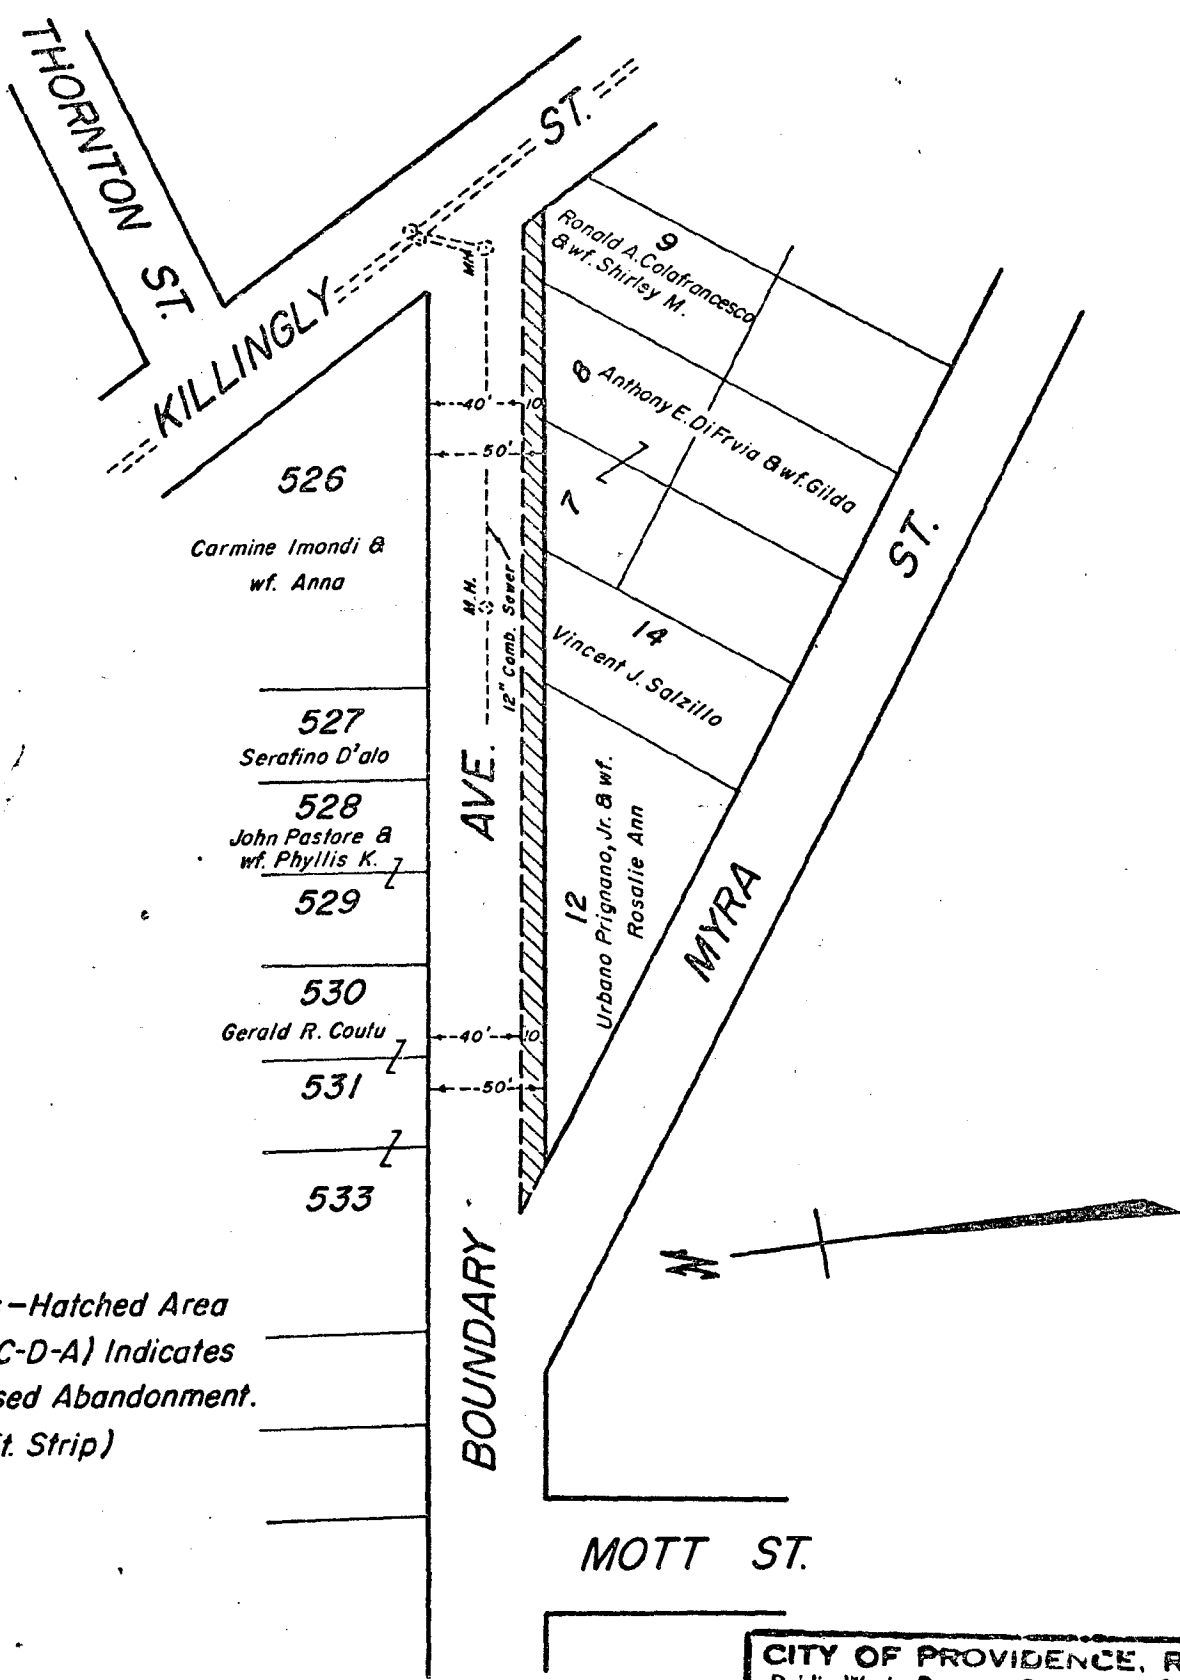 THORNTON ST.
KILLINGLY ST.
MH
9
Ronald A. Colafrancesco
& wf. Shirley M.
40'
10
50'
8
Anthony E. DiFrvia & wf. Gilda
7
526
Carmine Imondi &
wf. Anna
M.H.
12" Comb. Sewer
14
Vincent J. Salzillo
527
Serafino D'alo
528
John Pastore &
wf. Phyllis K.
529
530
Gerald R. Coutu
531
533
BOUNDARY AVE.
12
Urbano Prignano, Jr. & wf.
Rosalie Ann
40'
10
50'
MYRA ST.
N
-Hatched Area
C-D-A) Indicates
sed Abandonment.
t. Strip)
MOTT ST.
CITY OF PROVIDENCE, R